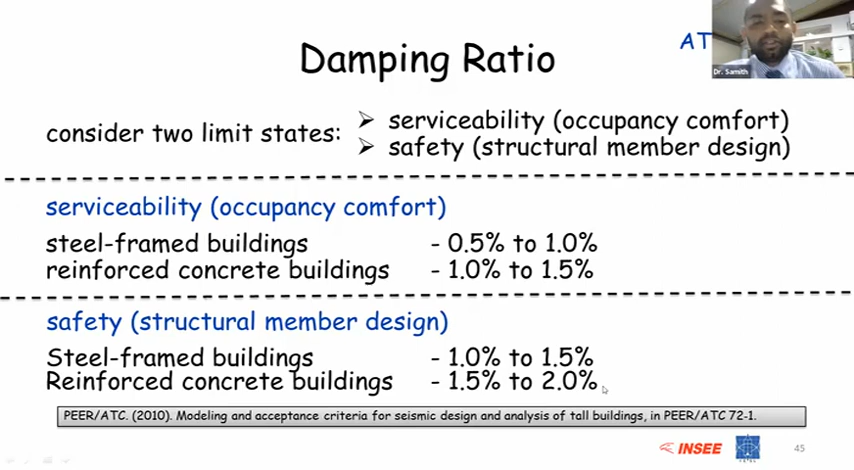 Damping Ratio
AT
Dr. Samith
consider two limit states:
➤ serviceability (occupancy comfort)
➤ safety (structural member design)
serviceability (occupancy comfort)
steel-framed buildings - 0.5% to 1.0%
reinforced concrete buildings - 1.0% to 1.5%
safety (structural member design)
Steel-framed buildings - 1.0% to 1.5%
Reinforced concrete buildings - 1.5% to 2.0%
PEER/ATC. (2010). Modeling and acceptance criteria for seismic design and analysis of tall buildings, in PEER/ATC 72-1.
INSEE
45